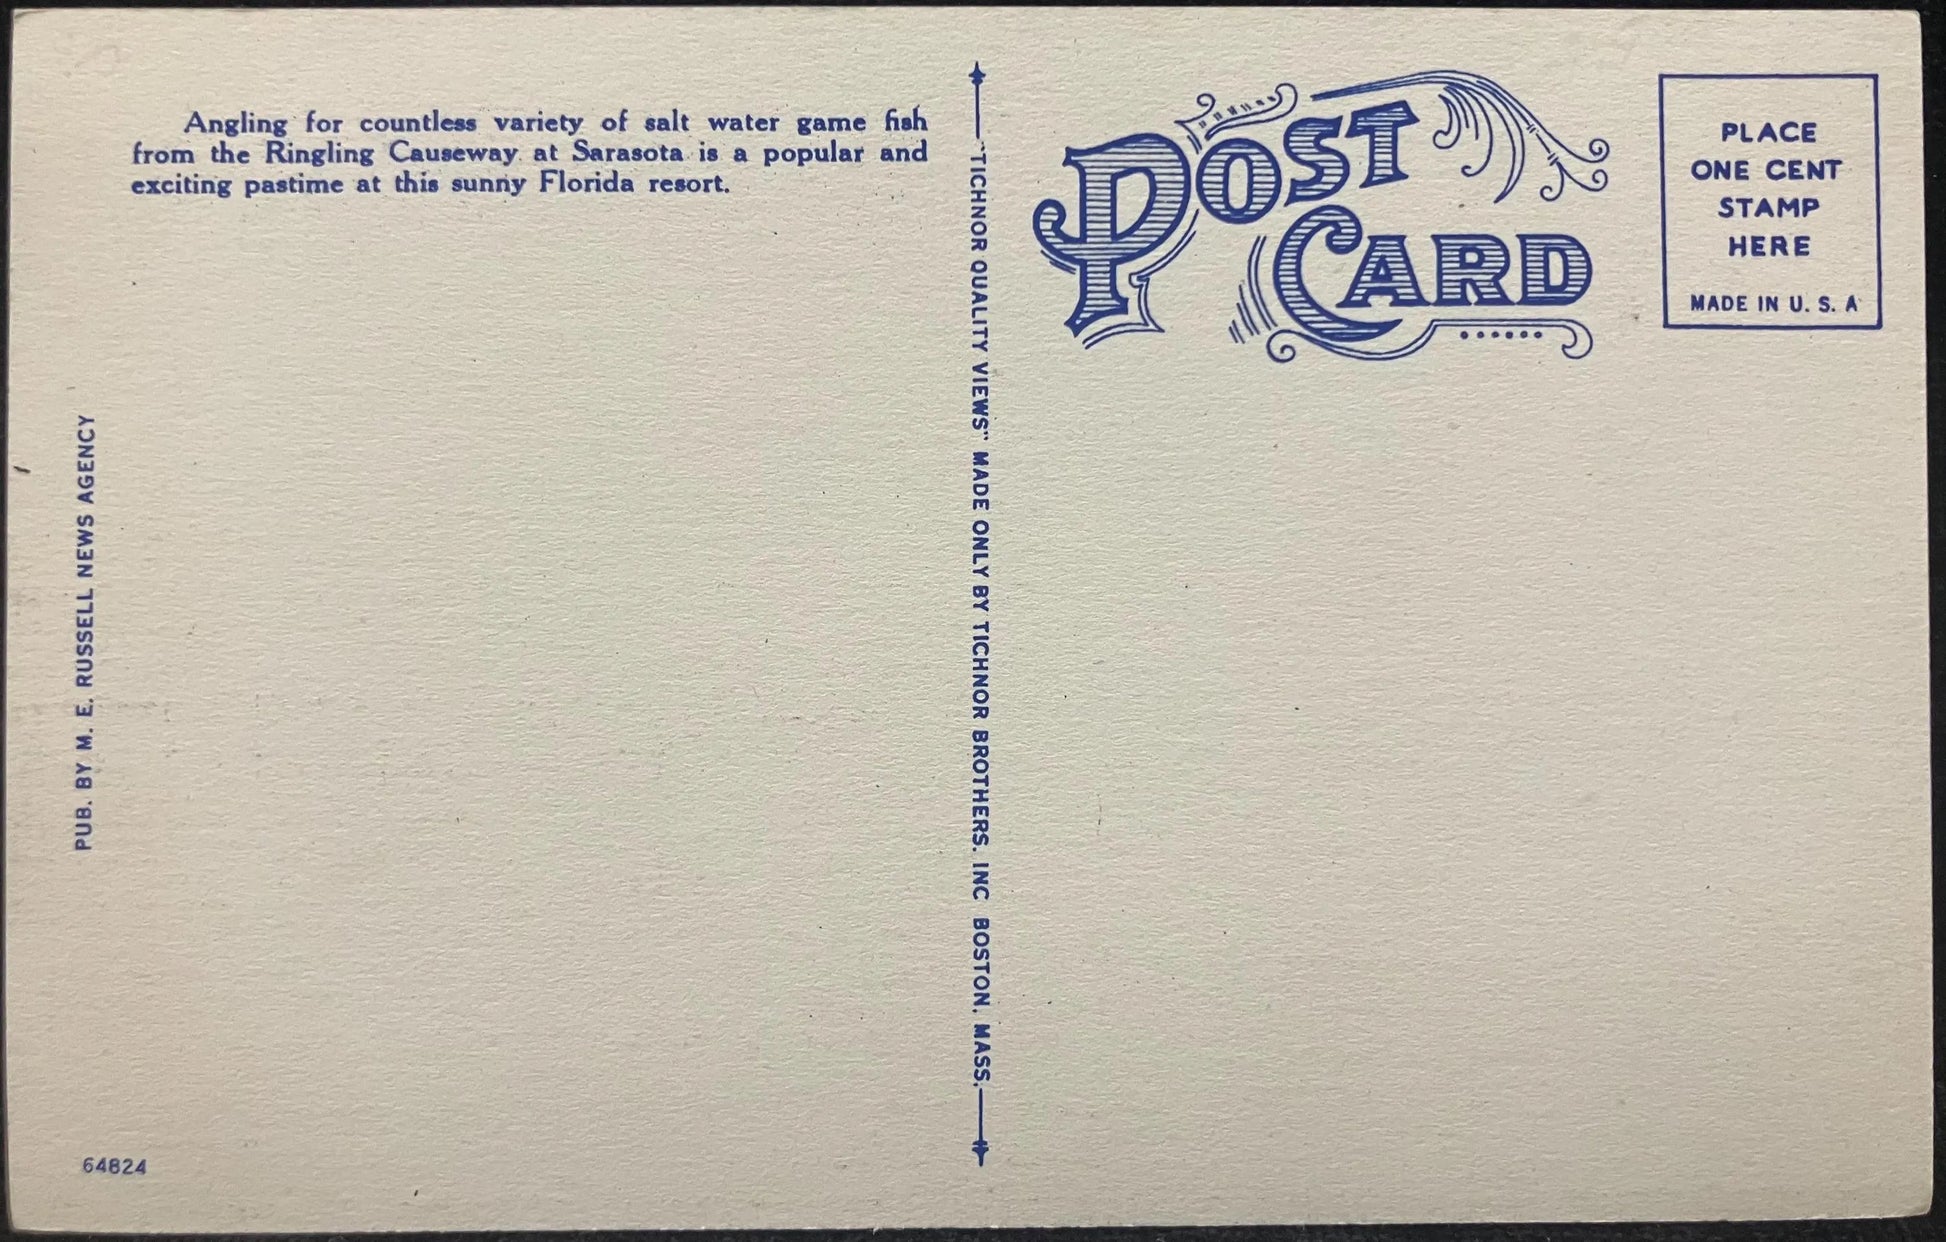 Angling for countless variety of salt water game fish
from the Ringling Causeway at Sarasota is a popular and
exciting pastime at this sunny Florida resort.
PUB. BY M. E. RUSSELL NEWS AGENCY
64824
"TICHNOR QUALITY VIEWS" MADE ONLY BY TICHNOR BROTHERS. INC BOSTON, MASS.
POST
CARD
PLACE
ONE CENT
STAMP
HERE
MADE IN U. S. A